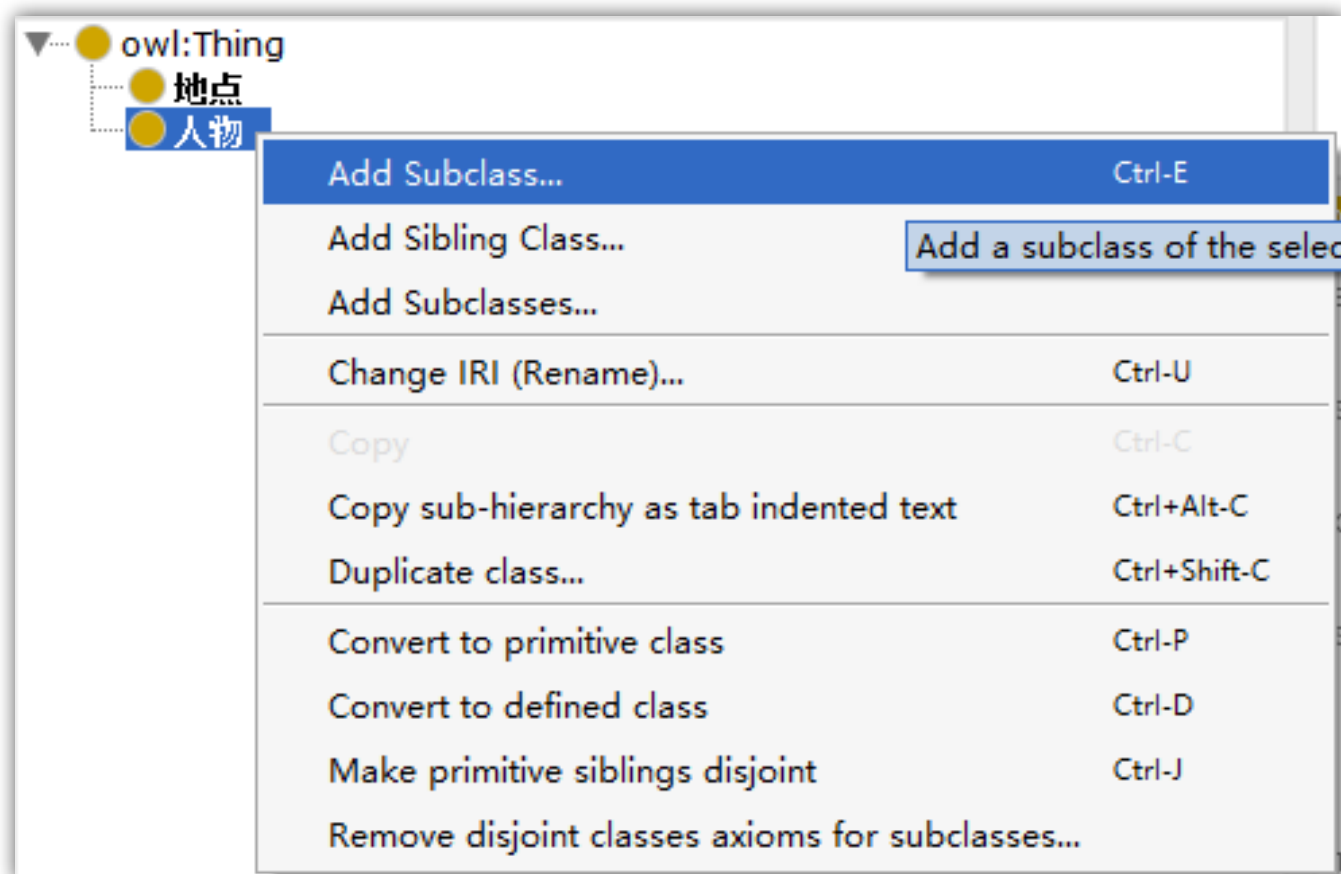 owl:Thing
地点
人物
Add Subclass... Ctrl-E
Add Sibling Class...
Add a subclass of the selec
Add Subclasses...
Change IRI (Rename)... Ctrl-U
Copy Ctrl-C
Copy sub-hierarchy as tab indented text Ctrl+Alt-C
Duplicate class... Ctrl+Shift-C
Convert to primitive class Ctrl-P
Convert to defined class Ctrl-D
Make primitive siblings disjoint Ctrl-J
Remove disjoint classes axioms for subclasses...